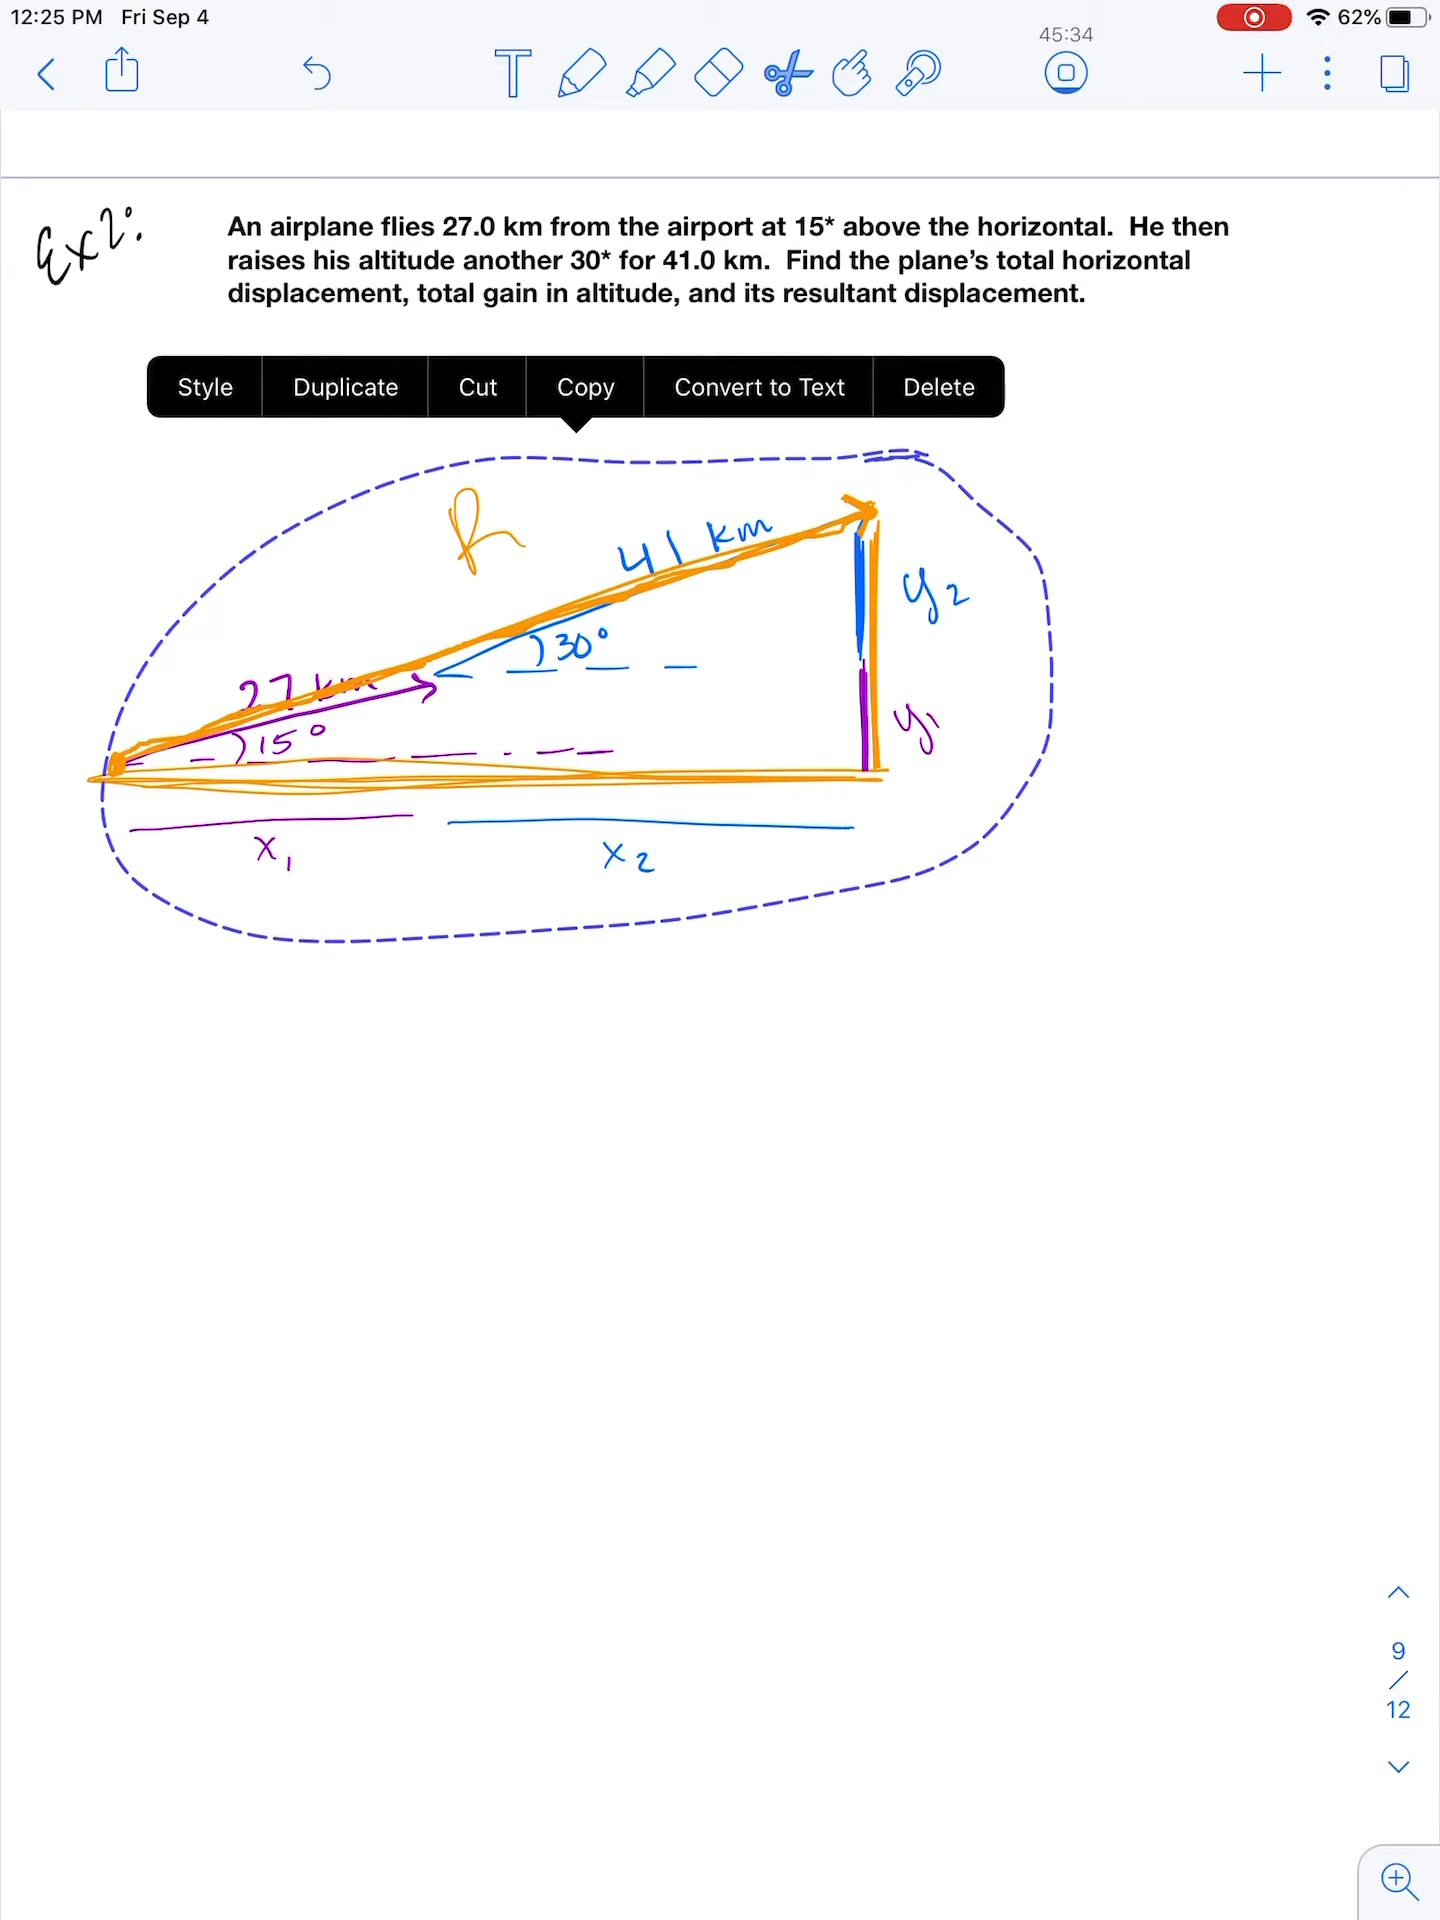 12:25 PM Fri Sep 4
62%
45:34
Ex2:
An airplane flies 27.0 km from the airport at 15* above the horizontal. He then
raises his altitude another 30* for 41.0 km. Find the plane’s total horizontal
displacement, total gain in altitude, and its resultant displacement.
Style Duplicate Cut Copy Convert to Text Delete
R
41 km
y2
30°
27 km
15°
y1
x1
x2
9
/
12